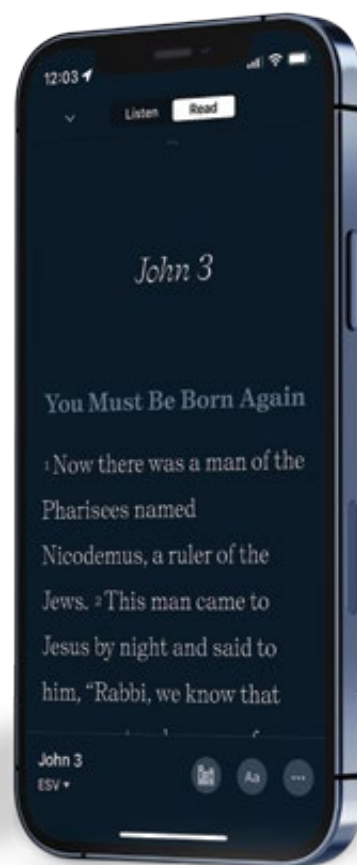 12:03
Listen Read
John 3
You Must Be Born Again
1 Now there was a man of the
Pharisees named
Nicodemus, a ruler of the
Jews. 2 This man came to
Jesus by night and said to
him, “Rabbi, we know that
John 3
ESV
Aa